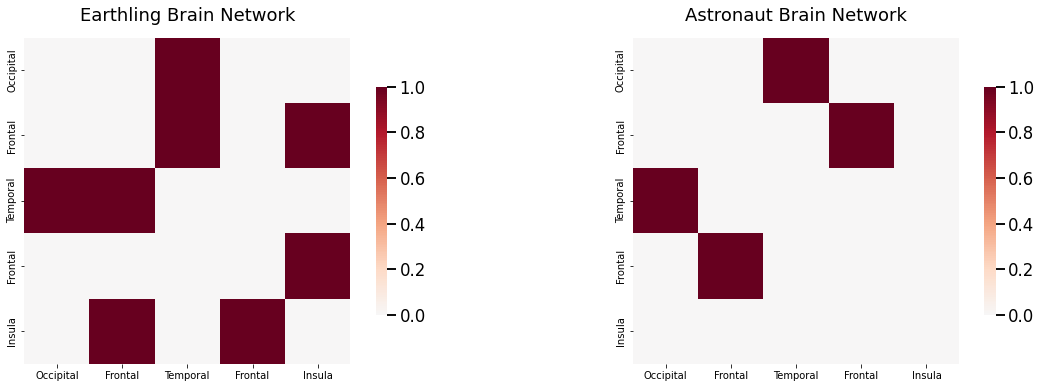 Earthling Brain Network
Astronaut Brain Network
Occipital
Frontal
Temporal
Frontal
Insula
Occipital Frontal Temporal Frontal Insula
1.0
0.8
0.6
0.4
0.2
0.0
Occipital
Frontal
Temporal
Frontal
Insula
Occipital Frontal Temporal Frontal Insula
1.0
0.8
0.6
0.4
0.2
0.0